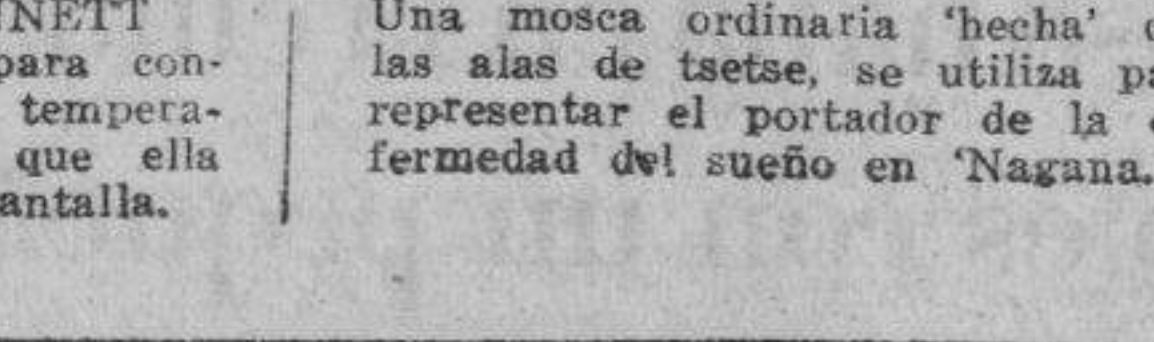 NNETT
para con-
tempera-
que ella
antalla.
Una mosca ordinaria ‘hecha’
las alas de tsetse, se utiliza pa
representar el portador de la
fermedad del sueño en ‘Nagana.